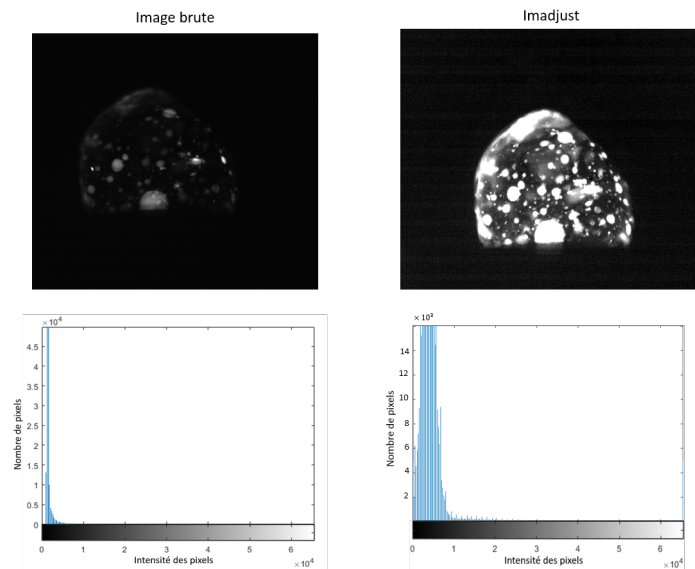 Image brute
Imadjust
× 10⁴
4.5
4
3.5
3
2.5
2
1.5
1
0.5
0
Nombre de pixels
0 1 2 3 4 5 6
Intensité des pixels
× 10⁴
14
12
10
8
6
4
2
Nombre de pixels
0 1 2 3 4 5 6
Intensité des pixels
× 10⁴